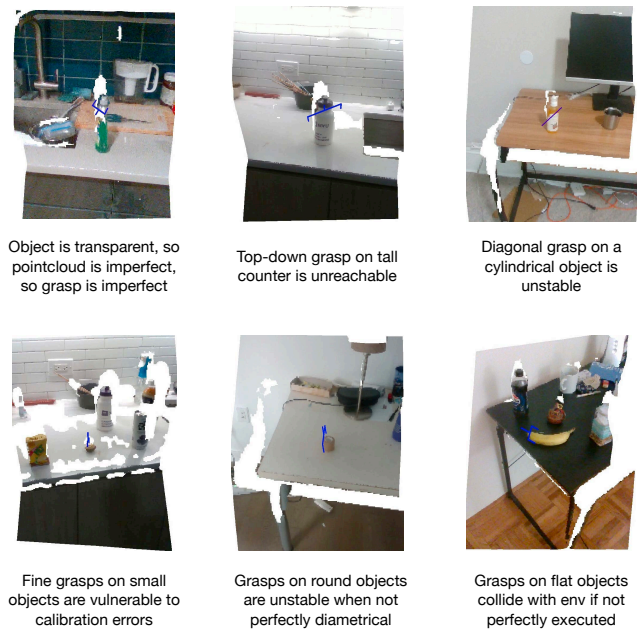 Object is transparent, so
pointcloud is imperfect,
so grasp is imperfect
Top-down grasp on tall
counter is unreachable
Diagonal grasp on a
cylindrical object is
unstable
Fine grasps on small
objects are vulnerable to
calibration errors
Grasps on round objects
are unstable when not
perfectly diametrical
Grasps on flat objects
collide with env if not
perfectly executed